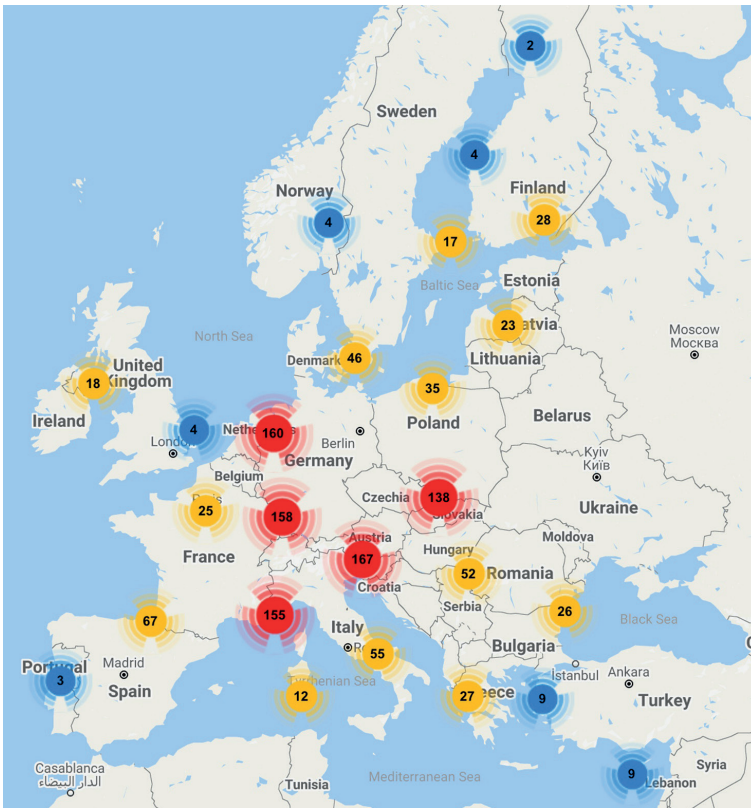 2
Sweden
4
Finland
Norway
4
28
17
Estonia
Baltic Sea
23
atvia
North Sea
Moscow
Москва
Denmark
46
Lithuania
United
Kingdom
18
35
Ireland
Poland
Belarus
4
160
London
Berlin
Germany
Kyiv
Київ
Belgium
Czechia
138
Slovakia
Ukraine
25
158
Austria
Moldova
France
167
Hungary
52
Romania
Croatia
Serbia
155
26
67
Italy
Black Sea
Bulgaria
55
Portugal
Madrid
3
Spain
12
Tyrrhenian Sea
27
eece
9
Istanbul
Ankara
Turkey
Casablanca
الدار البيضاء
Tunisia
Mediterranean Sea
9
Syria
Lebanon